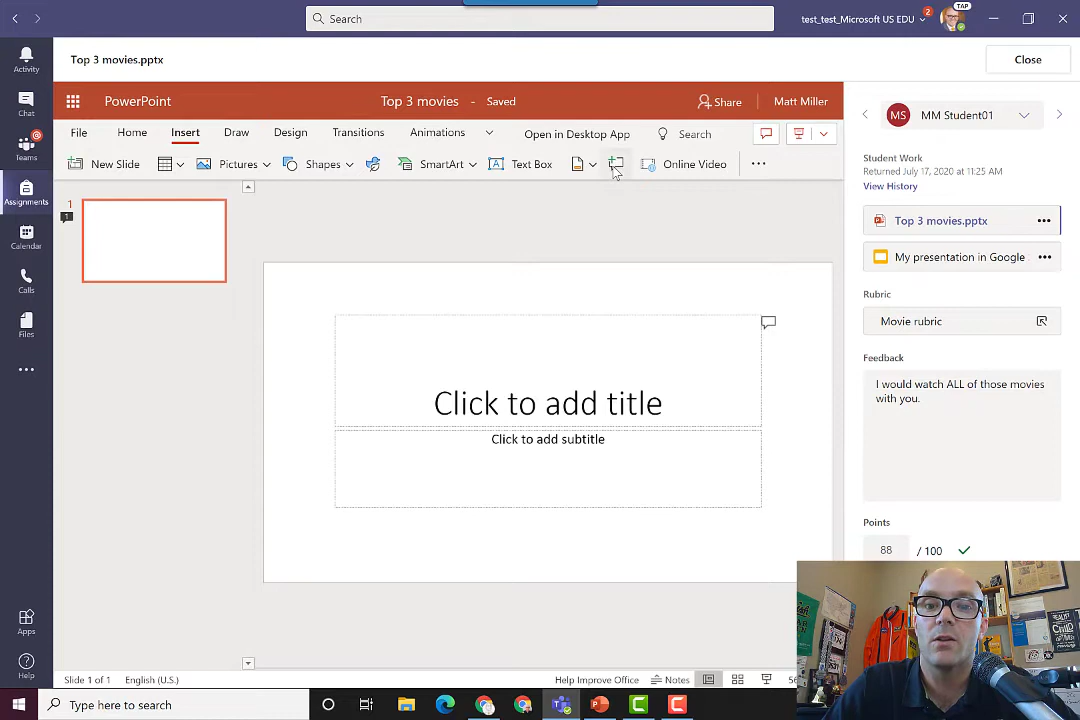 Search
test_test_Microsoft US EDU
2
TAP
Activity
Chat
Teams
Assignments
Calendar
Calls
Files
Apps
Help
Top 3 movies.pptx
Close
PowerPoint
Top 3 movies - Saved
Share
Matt Miller
File
Home
Insert
Draw
Design
Transitions
Animations
Open in Desktop App
Search
New Slide
Pictures
Shapes
SmartArt
Text Box
Online Video
1
1
Click to add title
Click to add subtitle
MS
MM Student01
Student Work
Returned July 17, 2020 at 11:25 AM
View History
Top 3 movies.pptx
My presentation in Google
Rubric
Movie rubric
Feedback
I would watch ALL of those movies
with you.
Points
88 / 100
Slide 1 of 1
English (U.S.)
Help Improve Office
Notes
Type here to search